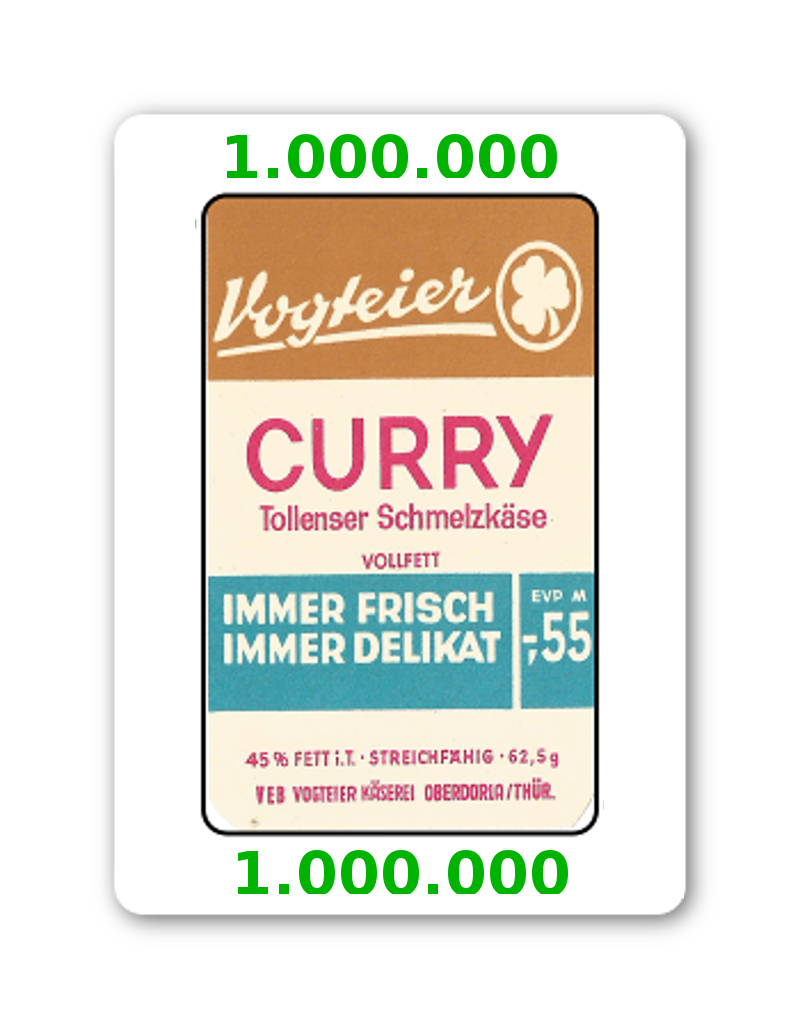 1.000.000
Vogteier
CURRY
Tollenser Schmelzkäse
VOLLFETT
IMMER FRISCH
IMMER DELIKAT
EVP M
-,55
45% FETT i.T. · STREICHFÄHIG · 62,5g
VEB VOGTEIER KÄSEREI OBERDORLA/THÜR.
1.000.000